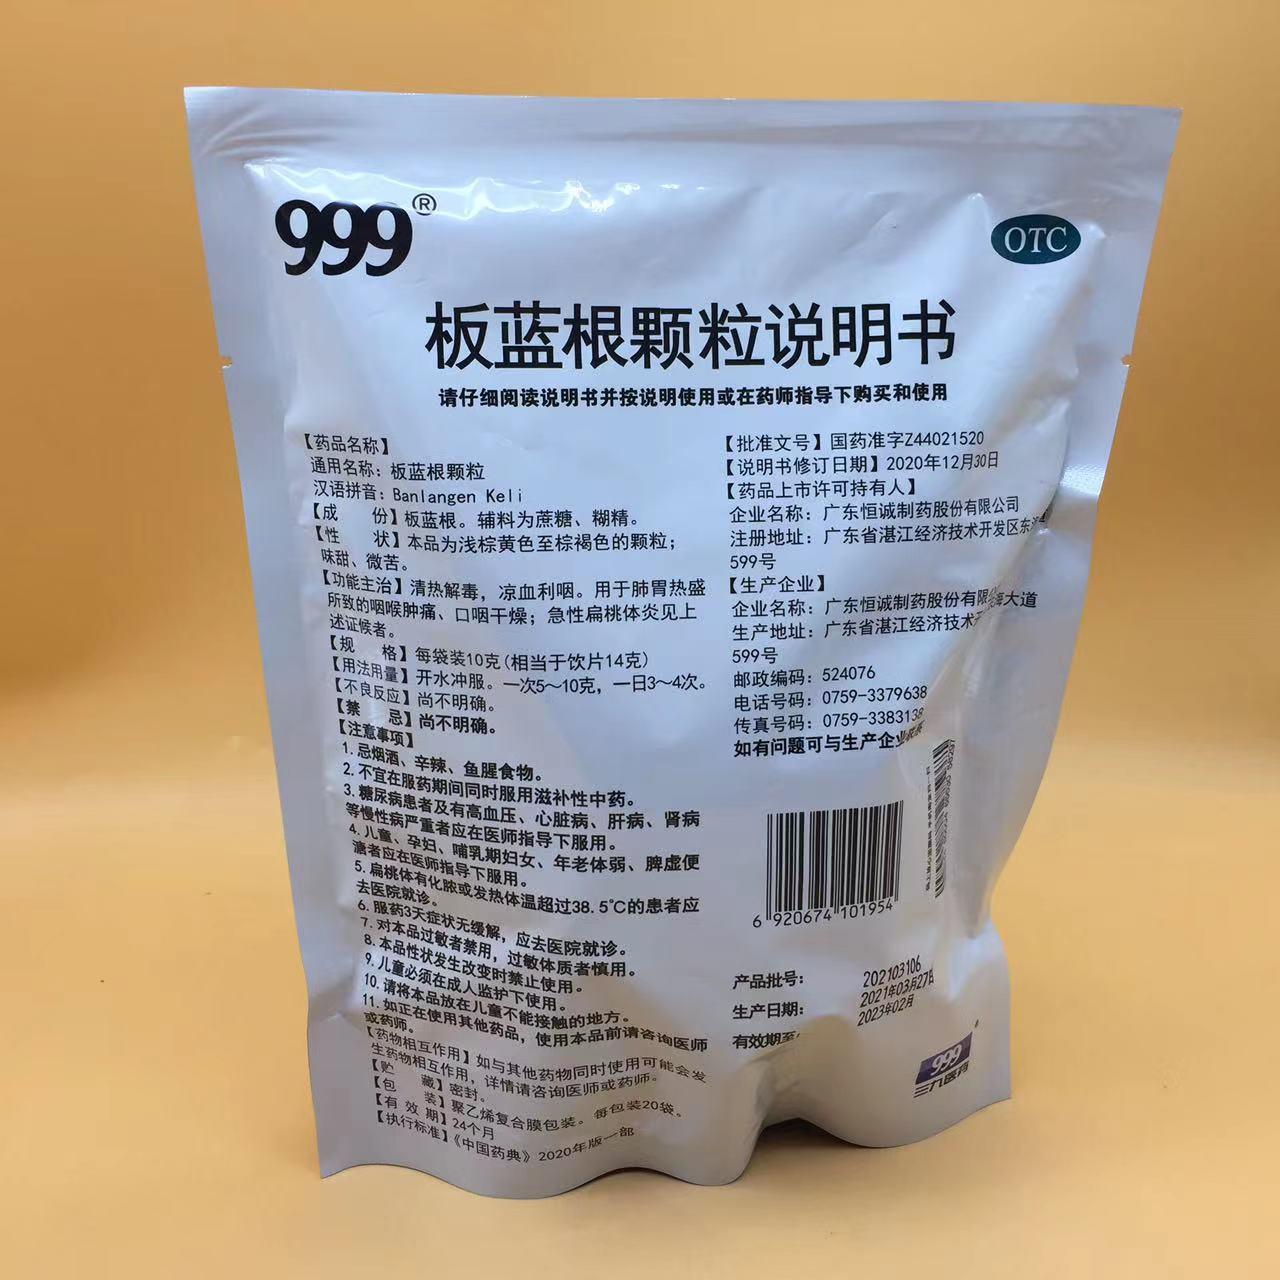 999®
OTC
板蓝根颗粒说明书
请仔细阅读说明书并按说明使用或在药师指导下购买和使用
【药品名称】
通用名称：板蓝根颗粒
汉语拼音：Banlangen Keli
【成　份】板蓝根。辅料为蔗糖、糊精。
【性　状】本品为浅棕黄色至棕褐色的颗粒；
味甜、微苦。
【功能主治】清热解毒，凉血利咽。用于肺胃热盛
所致的咽喉肿痛、口咽干燥；急性扁桃体炎见上
述证候者。
【规　格】每袋装10克(相当于饮片14克)
【用法用量】开水冲服。一次5～10克，一日3～4次。
【不良反应】尚不明确。
【禁　忌】尚不明确。
【注意事项】
1.忌烟酒、辛辣、鱼腥食物。
2.不宜在服药期间同时服用滋补性中药。
3.糖尿病患者及有高血压、心脏病、肝病、肾病
等慢性病严重者应在医师指导下服用。
4.儿童、孕妇、哺乳期妇女、年老体弱、脾虚便
溏者应在医师指导下服用。
5.扁桃体有化脓或发热体温超过38.5℃的患者应
去医院就诊。
6.服药3天症状无缓解，应去医院就诊。
7.对本品过敏者禁用，过敏体质者慎用。
8.本品性状发生改变时禁止使用。
9.儿童必须在成人监护下使用。
10.请将本品放在儿童不能接触的地方。
11.如正在使用其他药品，使用本品前请咨询医师
或药师。
【药物相互作用】如与其他药物同时使用可能会发
生药物相互作用，详情请咨询医师或药师。
【贮　藏】密封。
【包　装】聚乙烯复合膜包装。每包装20袋。
【有 效 期】24个月
【执行标准】《中国药典》2020年版一部
【批准文号】国药准字Z44021520
【说明书修订日期】2020年12月30日
【药品上市许可持有人】
企业名称：广东恒诚制药股份有限公司
注册地址：广东省湛江经济技术开发区东
599号
【生产企业】
企业名称：广东恒诚制药股份有限
生产地址：广东省湛江经济技术 海大道
599号
邮政编码：524076
电话号码：0759-3379638
传真号码：0759-3383138
如有问题可与生产企业
6 920674 101954
产品批号： 202103106
生产日期： 2021年03月27日
有效期至 2023年02月
999
三九医药